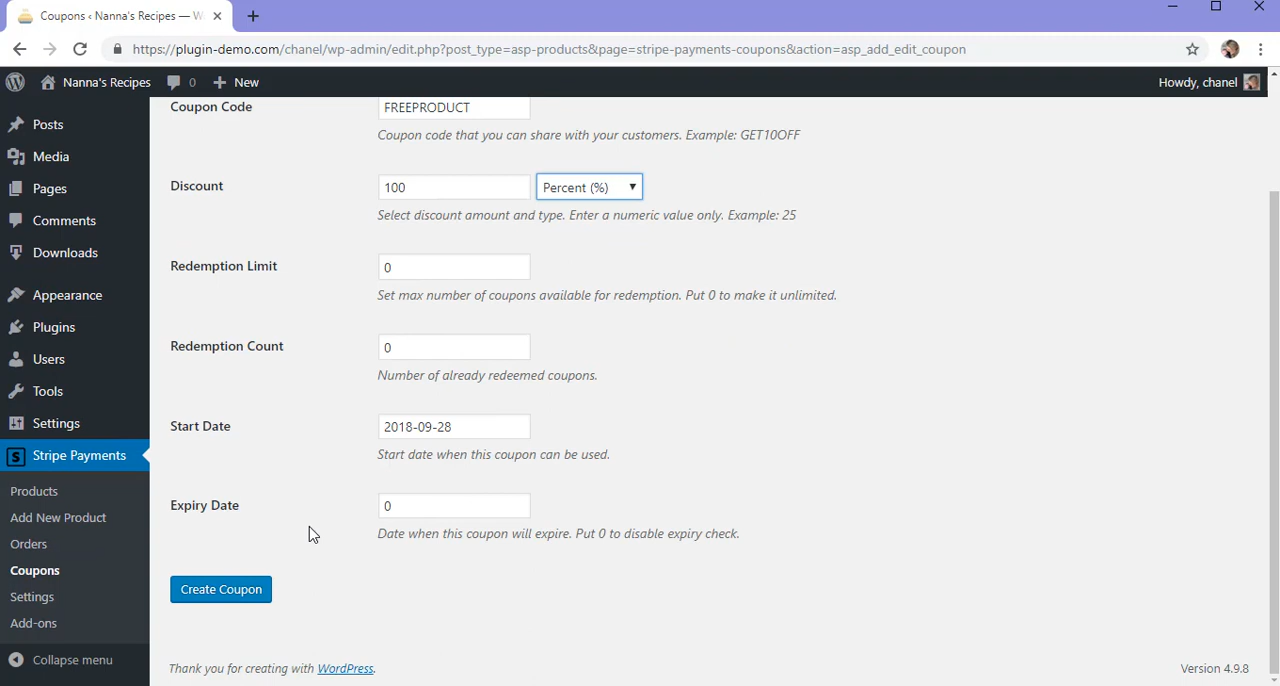 Coupons ‹ Nanna's Recipes — W
https://plugin-demo.com/chanel/wp-admin/edit.php?post_type=asp-products&page=stripe-payments-coupons&action=asp_add_edit_coupon
Nanna's Recipes 0 New Howdy, chanel
Posts
Media
Pages
Comments
Downloads
Appearance
Plugins
Users
Tools
Settings
Stripe Payments
Products
Add New Product
Orders
Coupons
Settings
Add-ons
Collapse menu
Coupon Code FREEPRODUCT
Coupon code that you can share with your customers. Example: GET10OFF
Discount 100 Percent (%)
Select discount amount and type. Enter a numeric value only. Example: 25
Redemption Limit 0
Set max number of coupons available for redemption. Put 0 to make it unlimited.
Redemption Count 0
Number of already redeemed coupons.
Start Date 2018-09-28
Start date when this coupon can be used.
Expiry Date 0
Date when this coupon will expire. Put 0 to disable expiry check.
Create Coupon
Thank you for creating with WordPress. Version 4.9.8